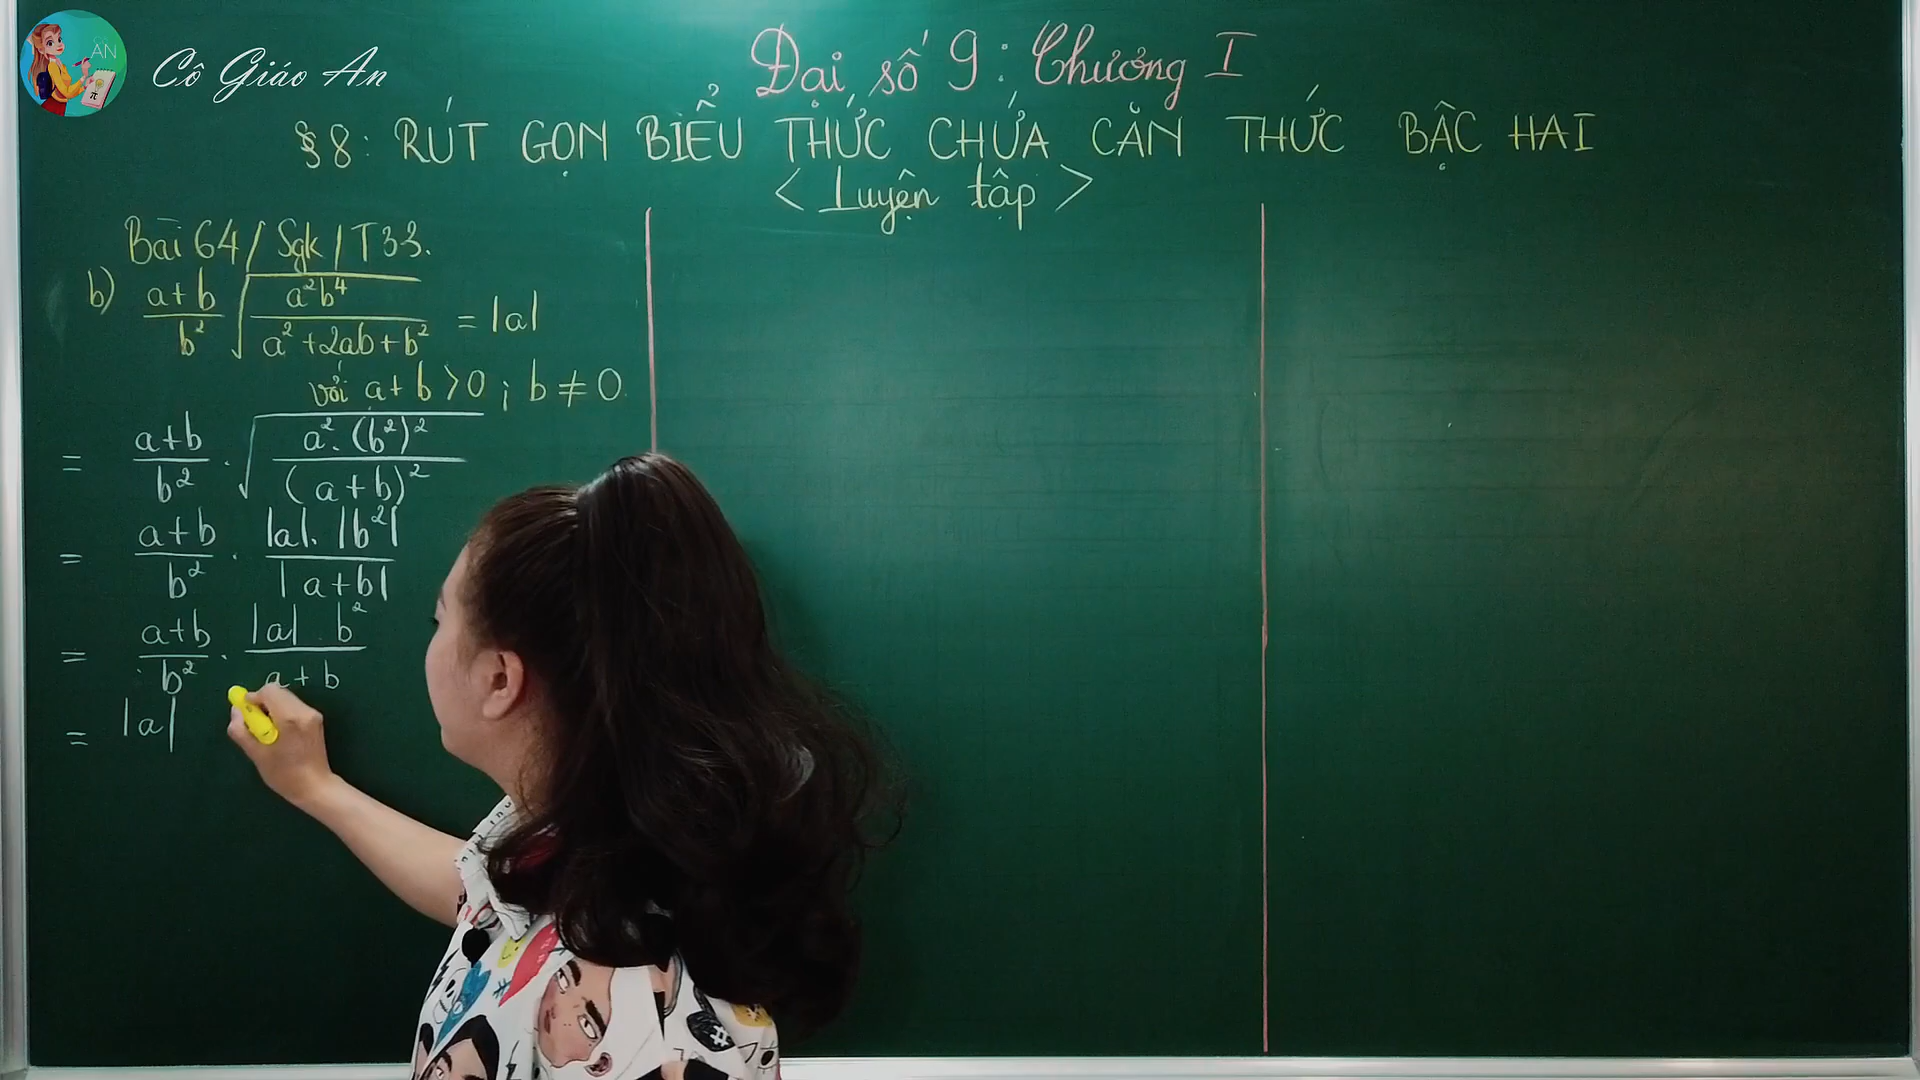 AN
Cô Giáo An
Đại số 9: Chương I
§8: RÚT GỌN BIỂU THỨC CHỨA CĂN THỨC BẬC HAI
< Luyện tập >
Bài 64 / Sgk / T33.
b) (a+b)/b² √(a²b⁴/(a²+2ab+b²)) = |a|
với a+b>0; b≠0.
= (a+b)/b² . √(a².(b²)²/(a+b)²)
= (a+b)/b² . |a|.|b²|/|a+b|
= (a+b)/b² . |a|.b²/(a+b)
= |a|